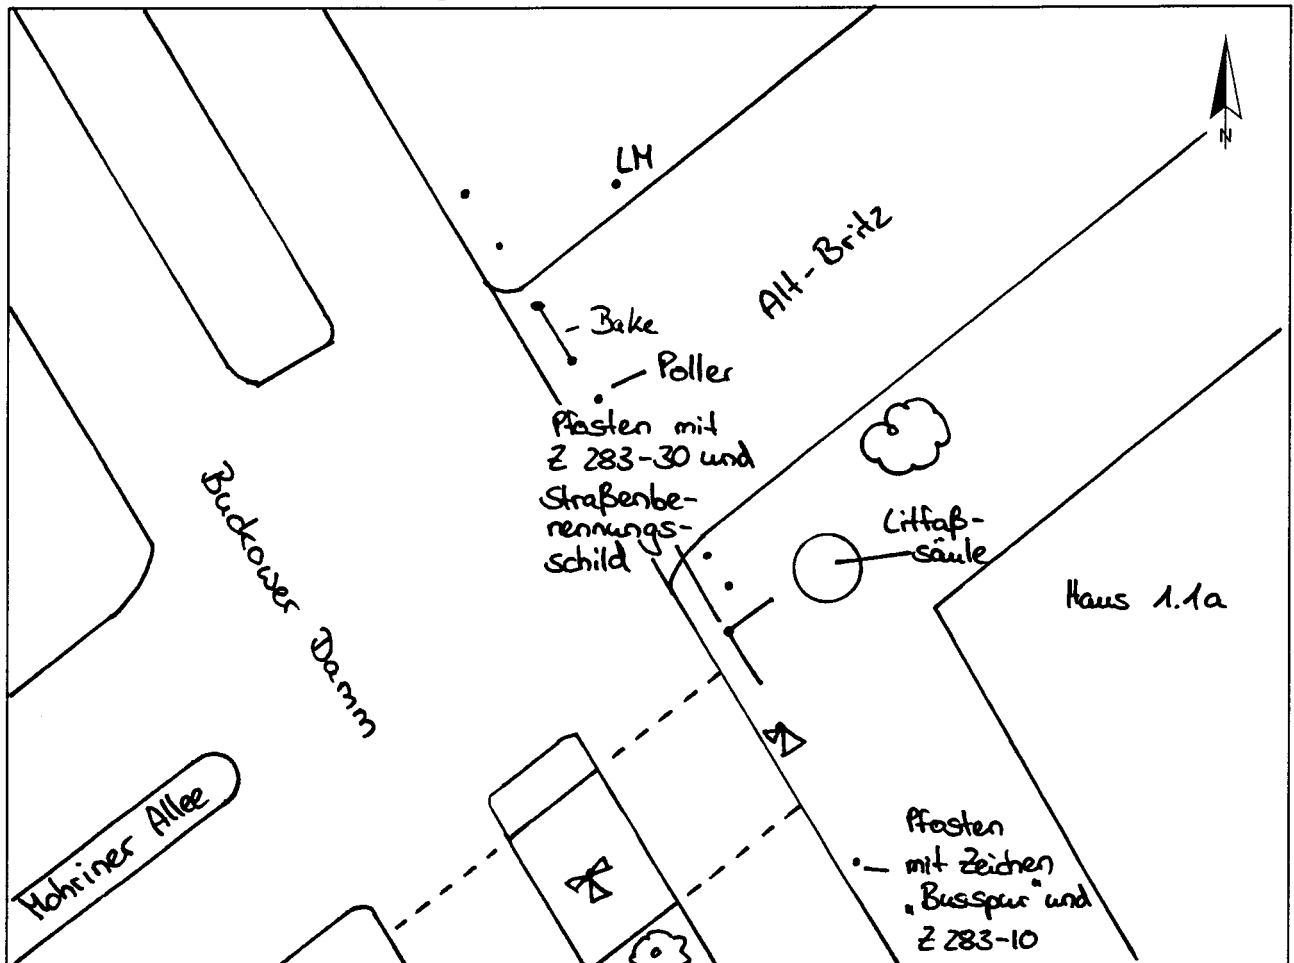 N
LM
Alt-Britz
Bake
Poller
Pfosten mit
Z 283-30 und
Straßenbe-
nennungs-
schild
Litfaß-
säule
Haus 1.1a
Buckower Damm
Mohriner Allee
Pfosten
mit Zeichen
„Busspur" und
Z 283-10